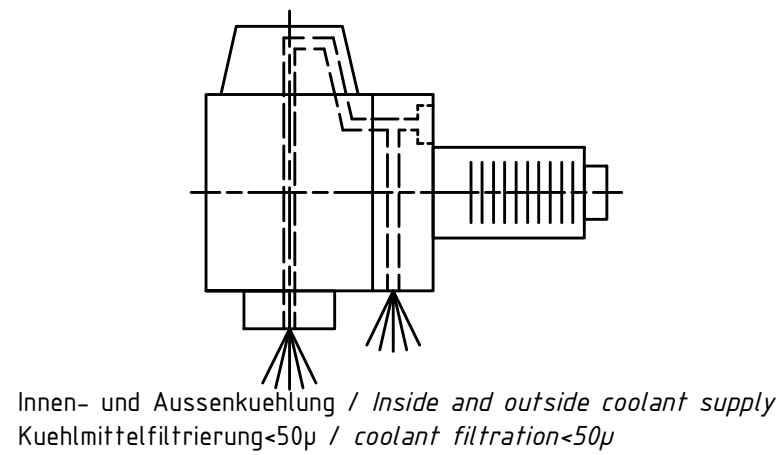 Innen- und Aussenkuehlung / Inside and outside coolant supply
Kuehlmittelfiltrierung<50µ / coolant filtration<50µ